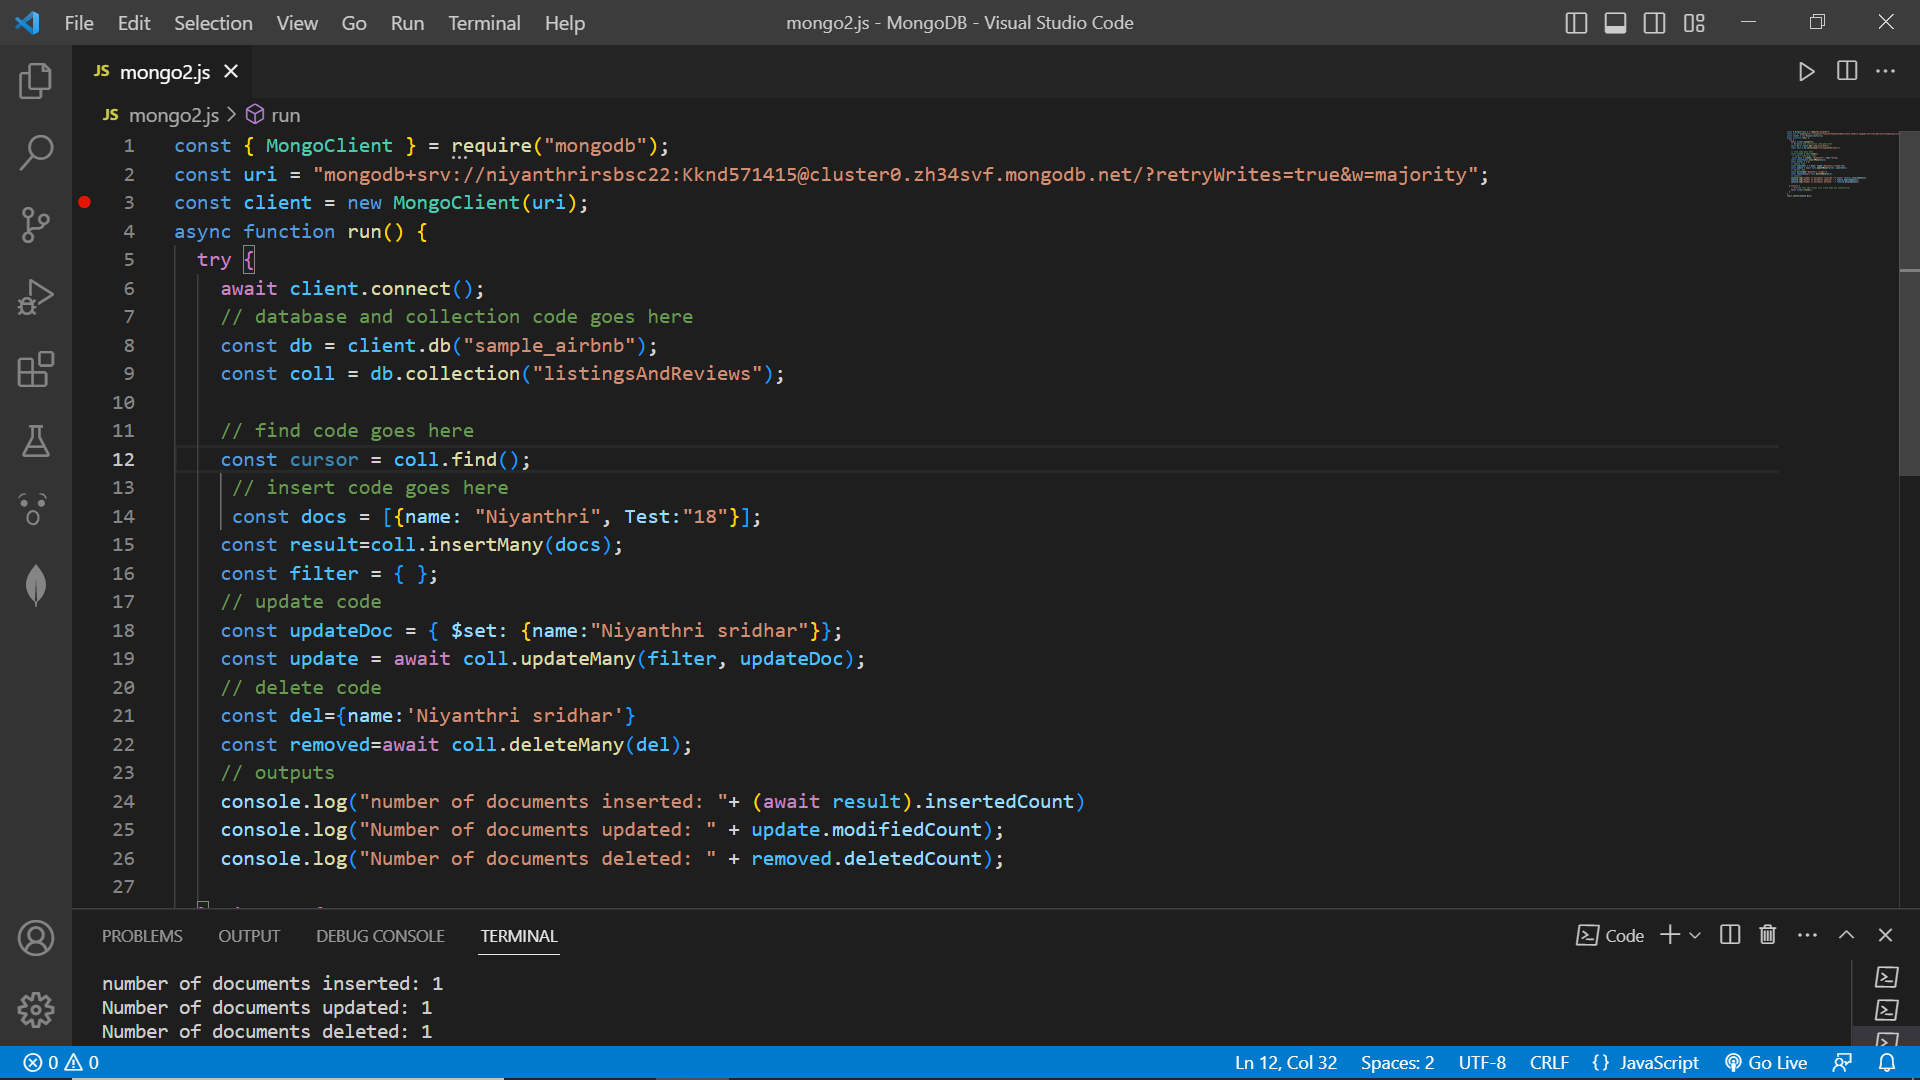 File Edit Selection View Go Run Terminal Help
mongo2.js - MongoDB - Visual Studio Code
JS mongo2.js
JS mongo2.js > run
1 const { MongoClient } = require("mongodb");
2 const uri = "mongodb+srv://niyanthrirsbsc22:Kknd571415@cluster0.zh34svf.mongodb.net/?retryWrites=true&w=majority";
3 const client = new MongoClient(uri);
4 async function run() {
5 try {
6 await client.connect();
7 // database and collection code goes here
8 const db = client.db("sample_airbnb");
9 const coll = db.collection("listingsAndReviews");
10
11 // find code goes here
12 const cursor = coll.find();
13 // insert code goes here
14 const docs = [{name: "Niyanthri", Test:"18"}];
15 const result=coll.insertMany(docs);
16 const filter = { };
17 // update code
18 const updateDoc = { $set: {name:"Niyanthri sridhar"}};
19 const update = await coll.updateMany(filter, updateDoc);
20 // delete code
21 const del={name:'Niyanthri sridhar'}
22 const removed=await coll.deleteMany(del);
23 // outputs
24 console.log("number of documents inserted: "+ (await result).insertedCount)
25 console.log("Number of documents updated: " + update.modifiedCount);
26 console.log("Number of documents deleted: " + removed.deletedCount);
27
PROBLEMS OUTPUT DEBUG CONSOLE TERMINAL
Code
number of documents inserted: 1
Number of documents updated: 1
Number of documents deleted: 1
0 0
Ln 12, Col 32 Spaces: 2 UTF-8 CRLF {} JavaScript Go Live